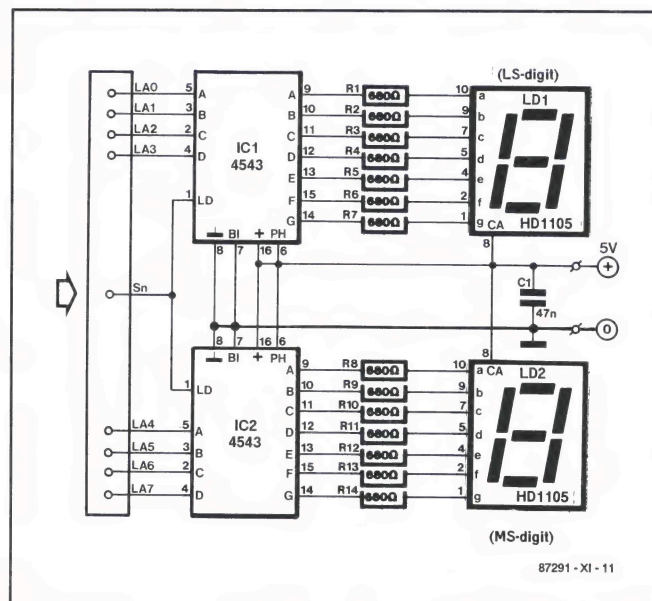 (LS-digit)
LA0 5 A
LA1 3 B
LA2 2 C
LA3 4 D
1 LD
IC1
4543
A 9 R1 680Ω 10 a
B 10 R2 680Ω 9 b
C 11 R3 680Ω 7 c
D 12 R4 680Ω 5 d
E 13 R5 680Ω 4 e
F 15 R6 680Ω 2 f
G 14 R7 680Ω 1 g
LD1
CA HD1105
8
⊥ BI + PH
8 7 16 6
5V
+
Sn
C1
47n
0
8 7 16 6
⊥ BI + PH
8
1 LD
IC2
4543
LA4 5 A
LA5 3 B
LA6 2 C
LA7 4 D
A 9 R8 680Ω 10 a CA
B 10 R9 680Ω 9 b
C 11 R10 680Ω 7 c
D 12 R11 680Ω 5 d
E 13 R12 680Ω 4 e
F 15 R13 680Ω 2 f
G 14 R14 680Ω 1 g
LD2
HD1105
(MS-digit)
87291 - XI - 11